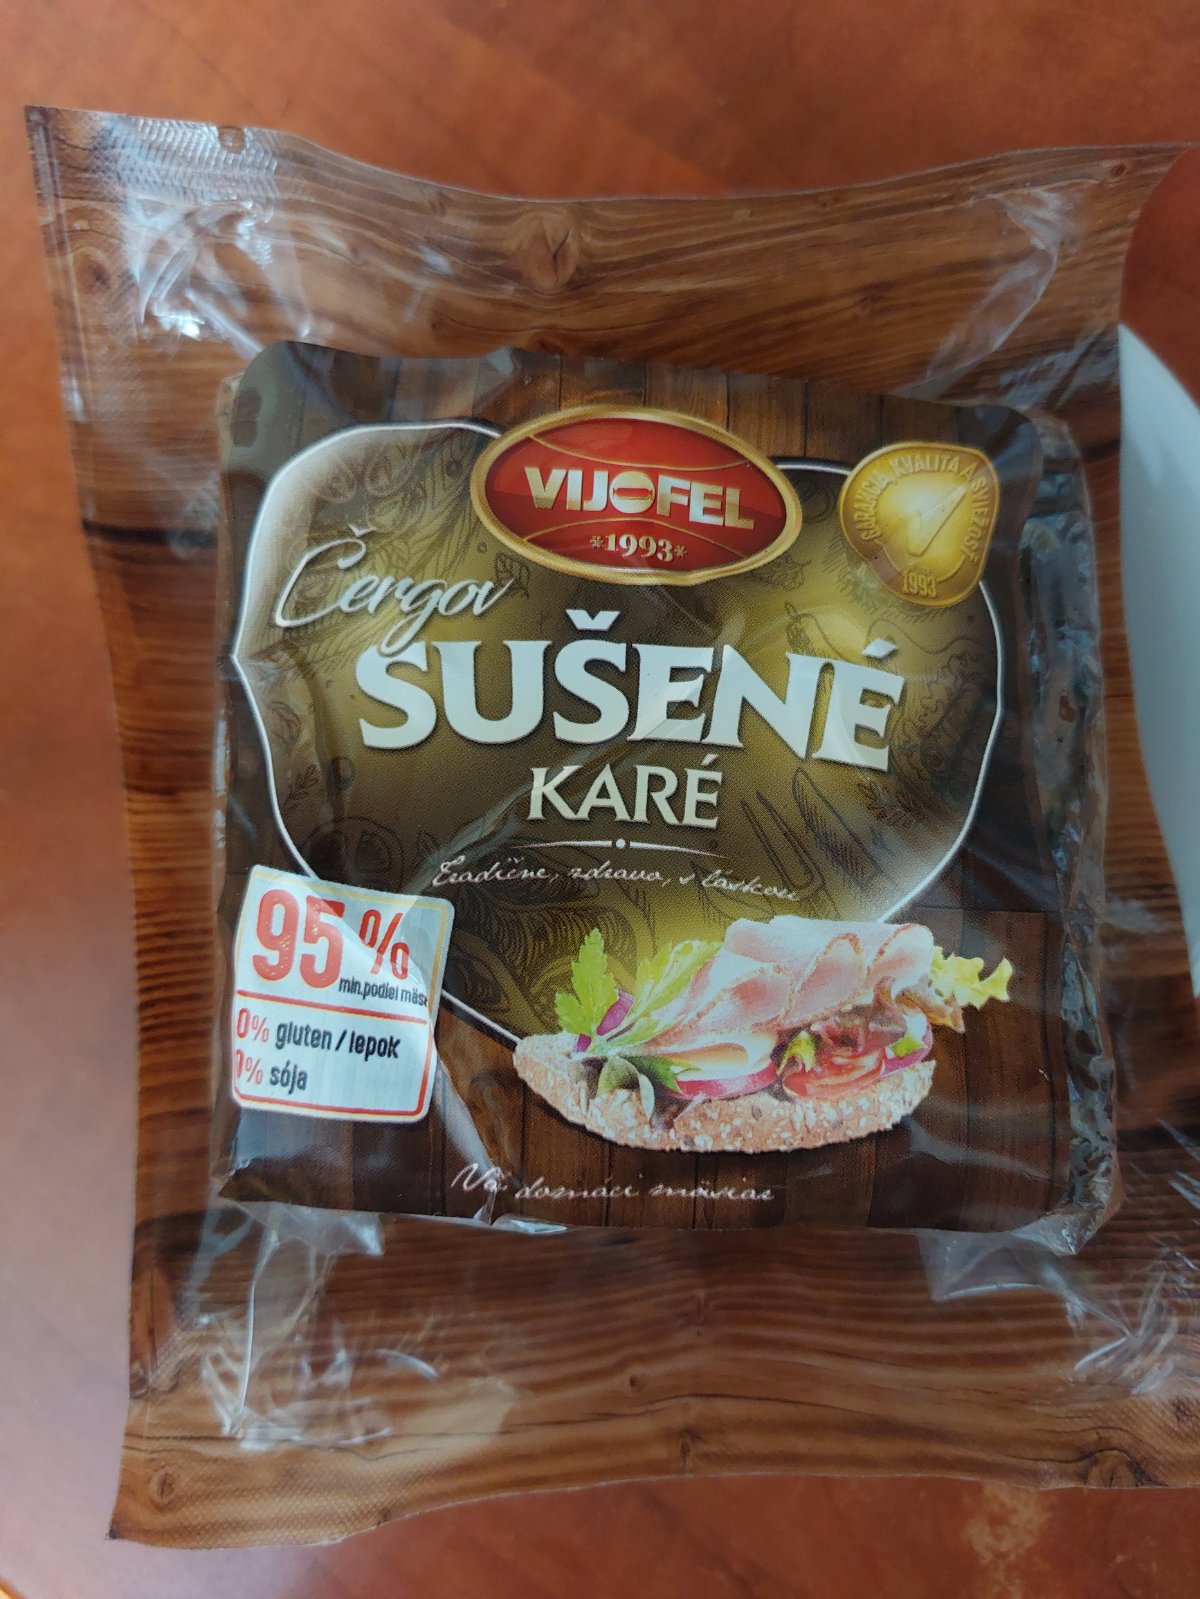 VIJOFEL
*1993*
GARANCIA KVALITA A SVIEŽOSŤ
1993
Čergov
SUŠENÉ
KARÉ
Tradične, zdravo, s láskou
95%
min.podiel mäsa
0% gluten / lepok
0% sója
Váš domáci mäsiar